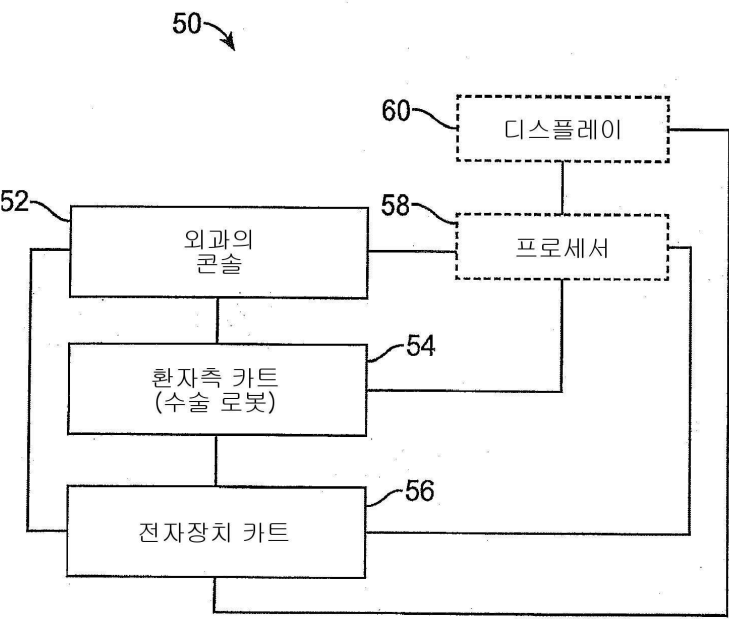 50
60
디스플레이
52
외과의
콘솔
58
프로세서
54
환자측 카트
(수술 로봇)
56
전자장치 카트